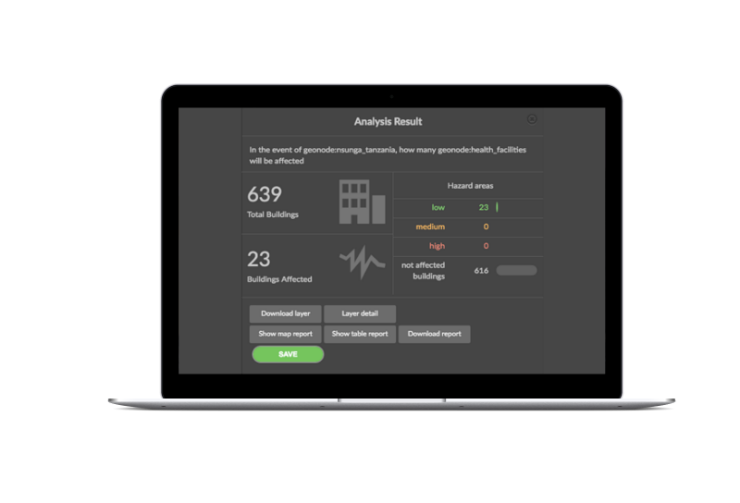 Analysis Result
In the event of geonode:nsunga_tanzania, how many geonode:health_facilities
will be affected
639
Total Buildings
23
Buildings Affected
Hazard areas
low 23
medium 0
high 0
not affected
buildings 616
Download layer Layer detail
Show map report Show table report Download report
SAVE